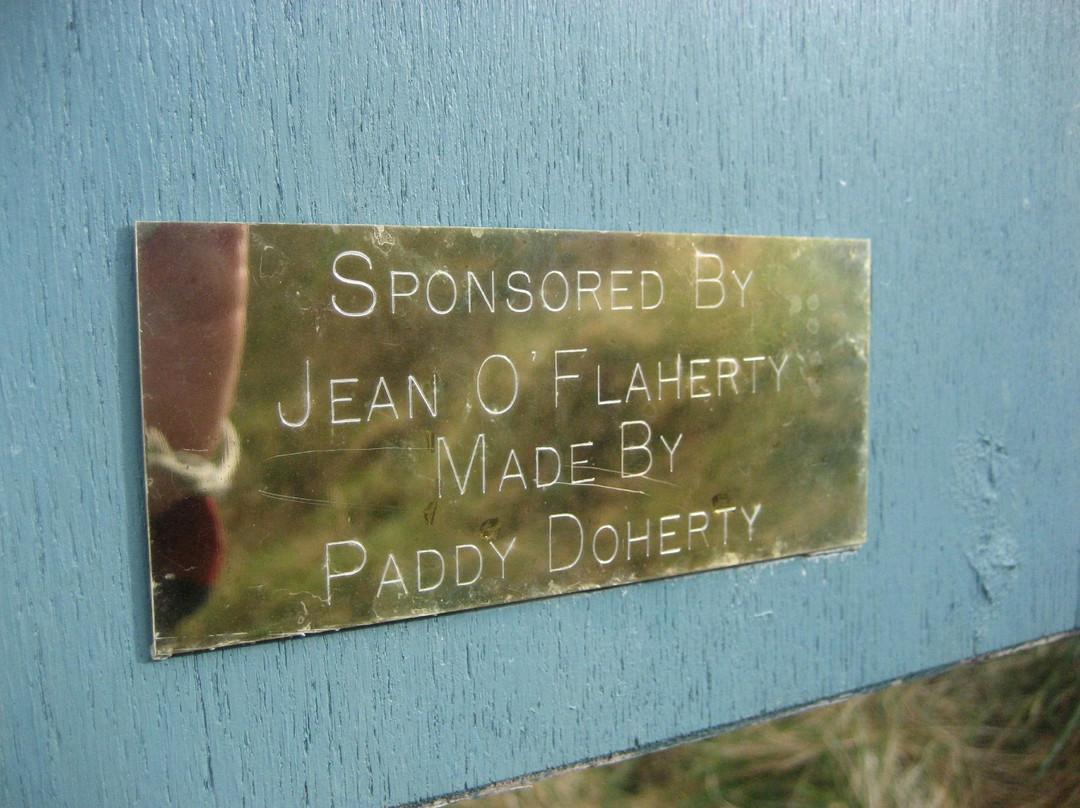 Sponsored By
Jean O'Flaherty
Made By
Paddy Doherty